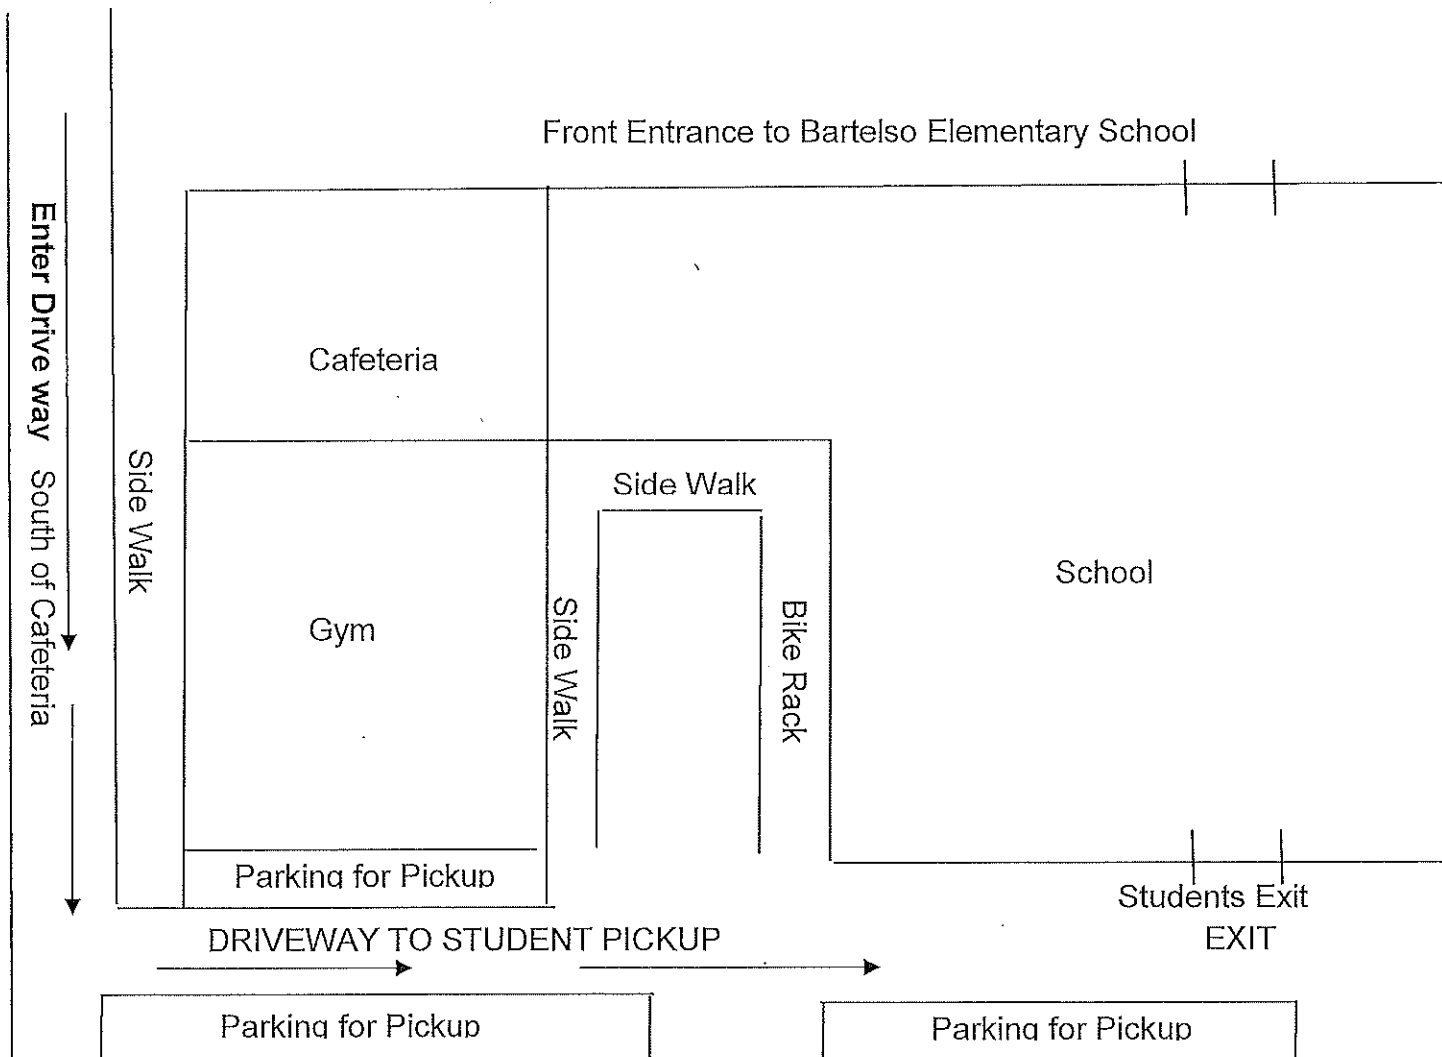 Front Entrance to Bartelso Elementary School
Enter Drive way South of Cafeteria
Side Walk
Cafeteria
Gym
Side Walk
Side Walk
Bike Rack
School
Parking for Pickup
Students Exit
EXIT
DRIVEWAY TO STUDENT PICKUP
Parking for Pickup
Parking for Pickup